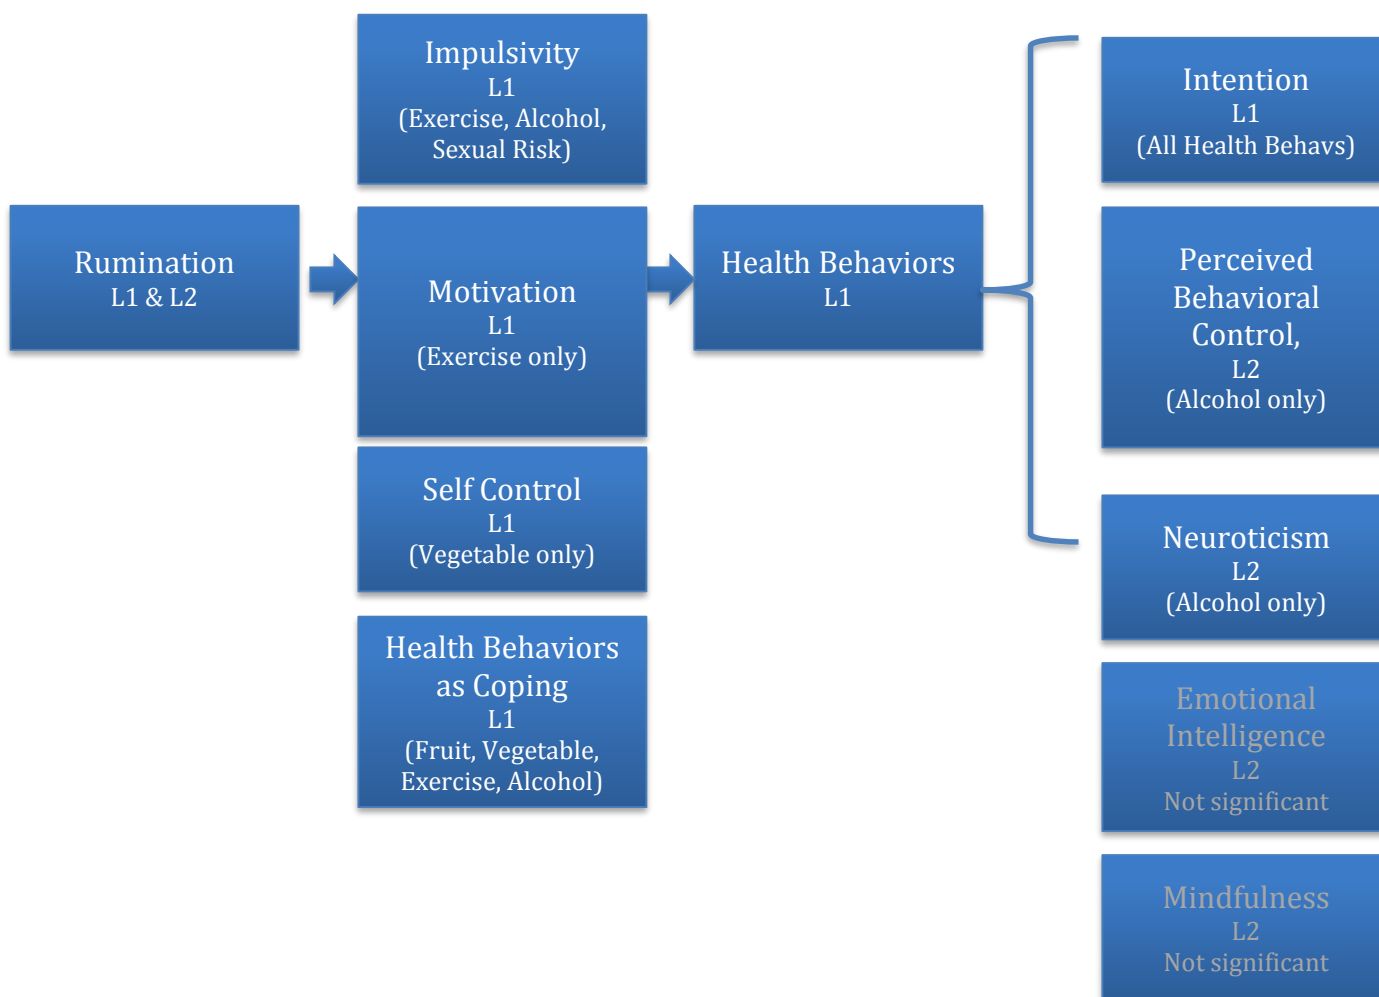 Rumination
L1 & L2
Impulsivity
L1
(Exercise, Alcohol,
Sexual Risk)
Motivation
L1
(Exercise only)
Self Control
L1
(Vegetable only)
Health Behaviors
as Coping
L1
(Fruit, Vegetable,
Exercise, Alcohol)
Health Behaviors
L1
Intention
L1
(All Health Behavs)
Perceived
Behavioral
Control,
L2
(Alcohol only)
Neuroticism
L2
(Alcohol only)
Emotional
Intelligence
L2
Not significant
Mindfulness
L2
Not significant